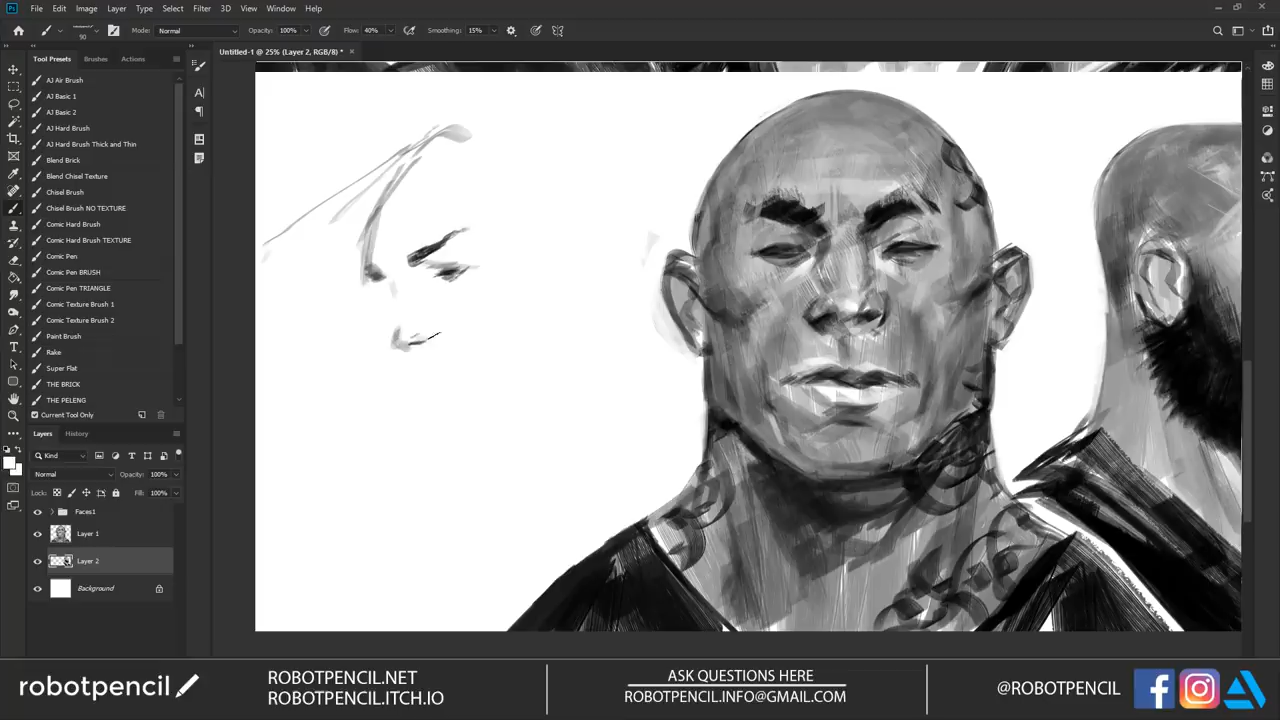 Ps File Edit Image Layer Type Select Filter 3D View Window Help
90 Mode: Normal Opacity: 100% Flow: 40% Smoothing: 15%
Untitled-1 @ 25% (Layer 2, RGB/8) *
Tool Presets Brushes Actions
AJ Air Brush
AJ Basic 1
AJ Basic 2
AJ Hard Brush
AJ Hard Brush Thick and Thin
Blend Brick
Blend Chisel Texture
Chisel Brush
Chisel Brush NO TEXTURE
Comic Hard Brush
Comic Hard Brush TEXTURE
Comic Pen
Comic Pen BRUSH
Comic Pen TRIANGLE
Comic Texture Brush 1
Comic Texture Brush 2
Paint Brush
Rake
Super Flat
THE BRICK
THE PELENG
Current Tool Only
Layers History
Kind
Normal Opacity: 100%
Lock: Fill: 100%
Faces1
Layer 1
Layer 2
Background
robotpencil
ROBOTPENCIL.NET
ROBOTPENCIL.ITCH.IO
ASK QUESTIONS HERE
ROBOTPENCIL.INFO@GMAIL.COM
@ROBOTPENCIL